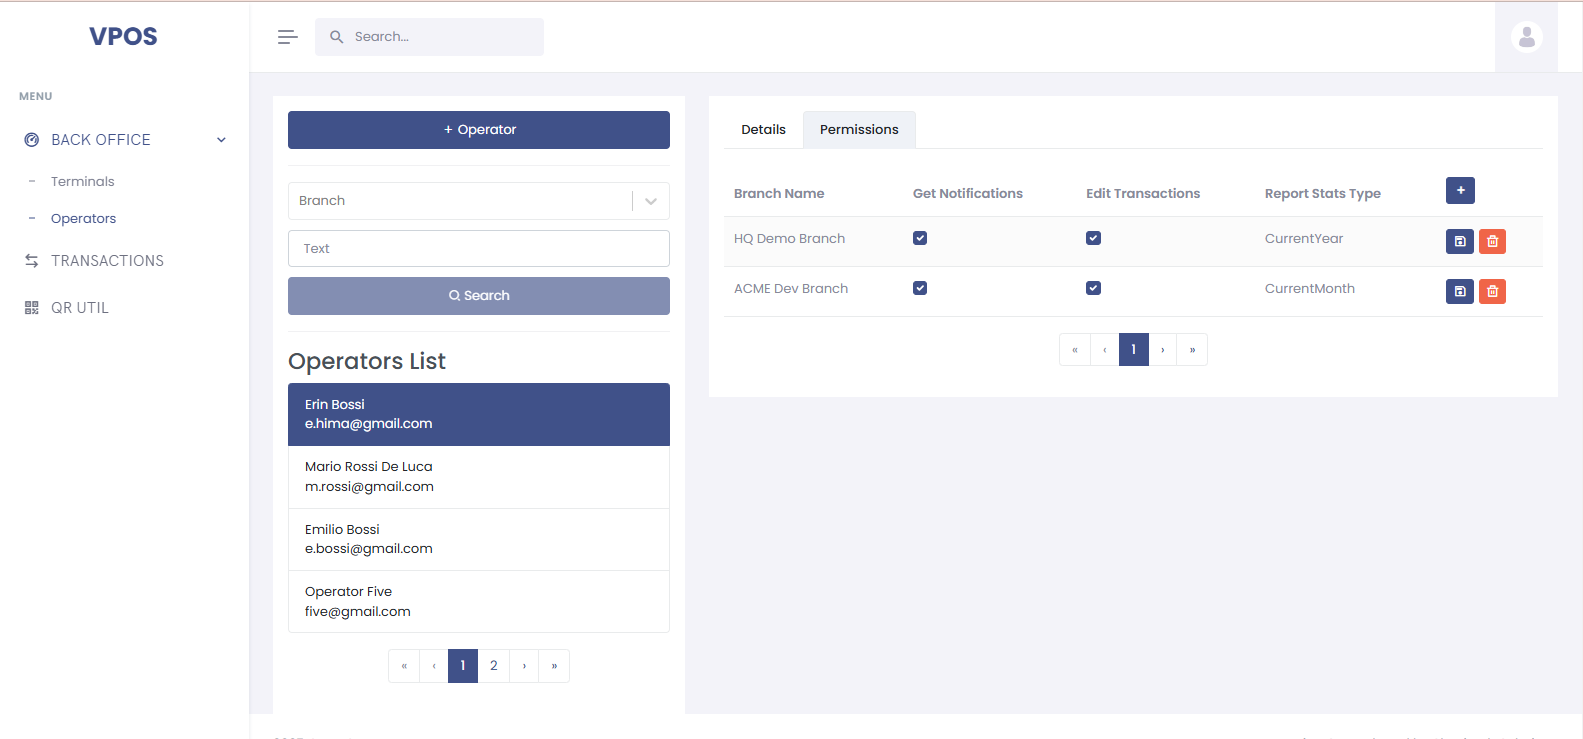 VPOS
Search...
MENU
BACK OFFICE
- Terminals
- Operators
TRANSACTIONS
QR UTIL
+ Operator
Branch
Text
Search
Operators List
Erin Bossi
e.hima@gmail.com
Mario Rossi De Luca
m.rossi@gmail.com
Emilio Bossi
e.bossi@gmail.com
Operator Five
five@gmail.com
« ‹ 1 2 › »
Details Permissions
Branch Name Get Notifications Edit Transactions Report Stats Type +
HQ Demo Branch CurrentYear
ACME Dev Branch CurrentMonth
« ‹ 1 › »